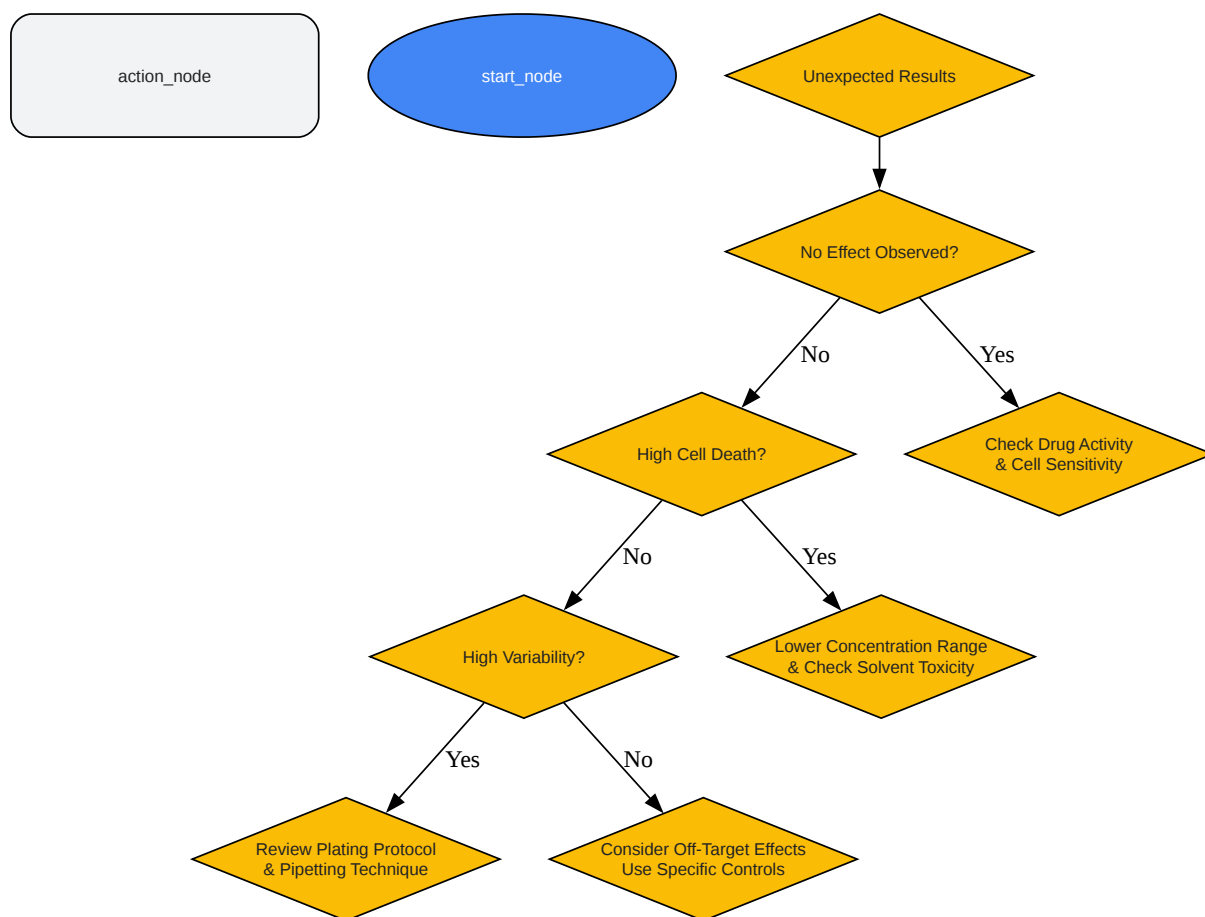 action_node
start_node
Unexpected Results
No Effect Observed?
No
Yes
High Cell Death?
Check Drug Activity
& Cell Sensitivity
No
Yes
High Variability?
Lower Concentration Range
& Check Solvent Toxicity
Yes
No
Review Plating Protocol
& Pipetting Technique
Consider Off-Target Effects
Use Specific Controls